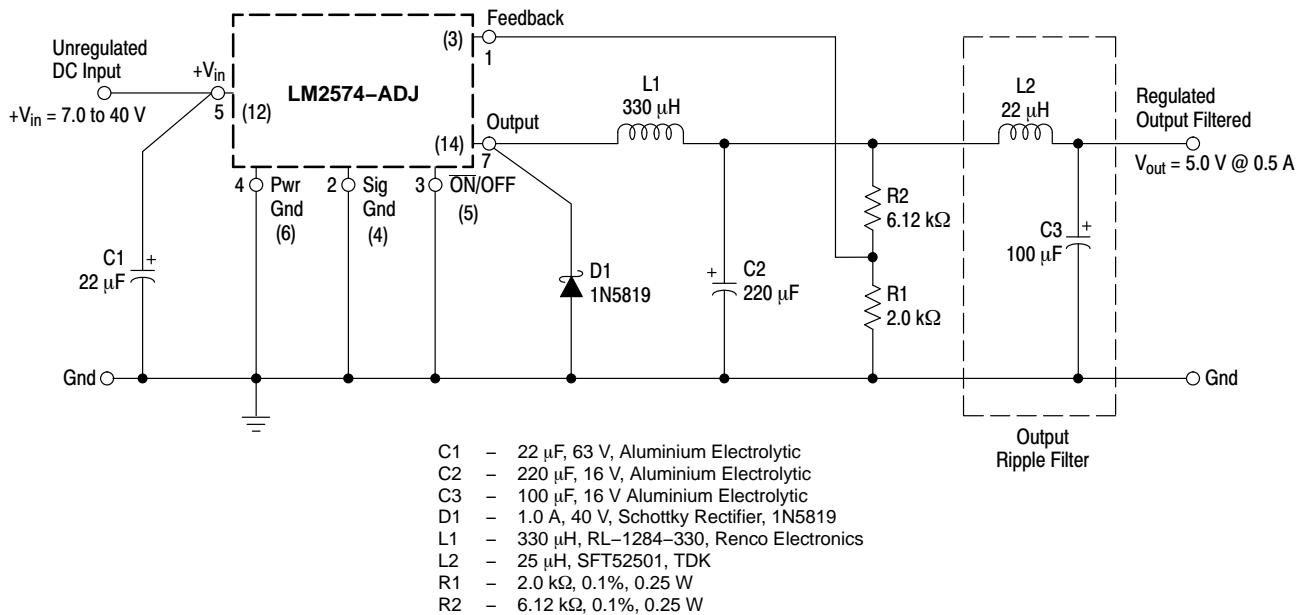 Feedback
(3)
1
Unregulated
DC Input
+Vin
LM2574–ADJ
L1
330 μH
L2
22 μH
Regulated
Output Filtered
+Vin = 7.0 to 40 V
5
(12)
Output
(14)
7
Vout = 5.0 V @ 0.5 A
4
Pwr
Gnd
(6)
2
Sig
Gnd
(4)
3
O̅N̅/OFF
(5)
R2
6.12 kΩ
C1
22 μF
+
D1
1N5819
+
C2
220 μF
R1
2.0 kΩ
C3
100 μF
+
Gnd
Gnd
Output
Ripple Filter
C1 – 22 μF, 63 V, Aluminium Electrolytic
C2 – 220 μF, 16 V, Aluminium Electrolytic
C3 – 100 μF, 16 V Aluminium Electrolytic
D1 – 1.0 A, 40 V, Schottky Rectifier, 1N5819
L1 – 330 μH, RL–1284–330, Renco Electronics
L2 – 25 μH, SFT52501, TDK
R1 – 2.0 kΩ, 0.1%, 0.25 W
R2 – 6.12 kΩ, 0.1%, 0.25 W